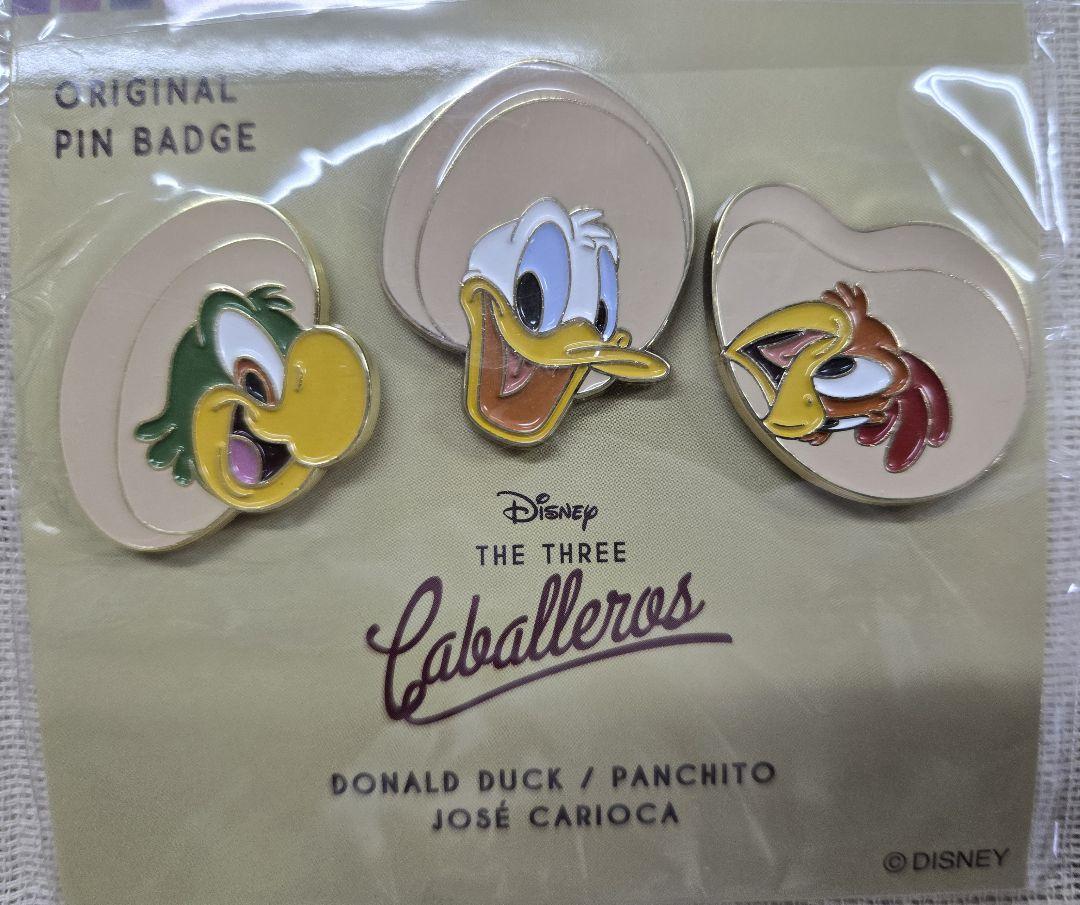 ORIGINAL
PIN BADGE
Disney
THE THREE
Caballeros
DONALD DUCK / PANCHITO
JOSÉ CARIOCA
© DISNEY